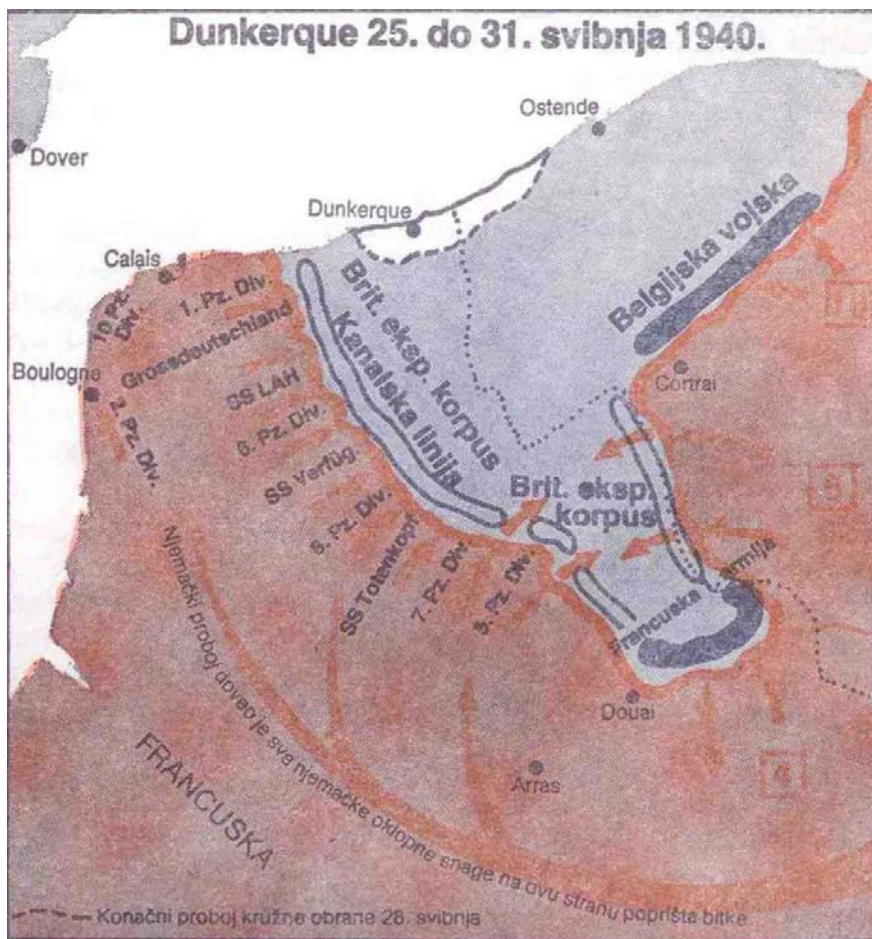 Dunkerque 25. do 31. svibnja 1940.
Ostende
Dover
Dunkerque
Calais
Belgijska vojska
Brit. eksp. korpus
Kanalska linija
10. Pz. Div.
1. Pz. Div.
Grossdeutschland
Boulogne
2. Pz. Div.
SS LAH
6. Pz. Div.
SS Verfüg.
8. Pz. Div.
SS Totenkopf
7. Pz. Div.
5. Pz. Div.
Cortrai
Brit. eksp.
korpus
Francuska armija
Douai
Arras
FRANCUSKA
Njemački proboj doveo je sve njemačke oklopne snage na ovu stranu poprišta bitke
Konačni proboj kružne obrane 28. svibnja